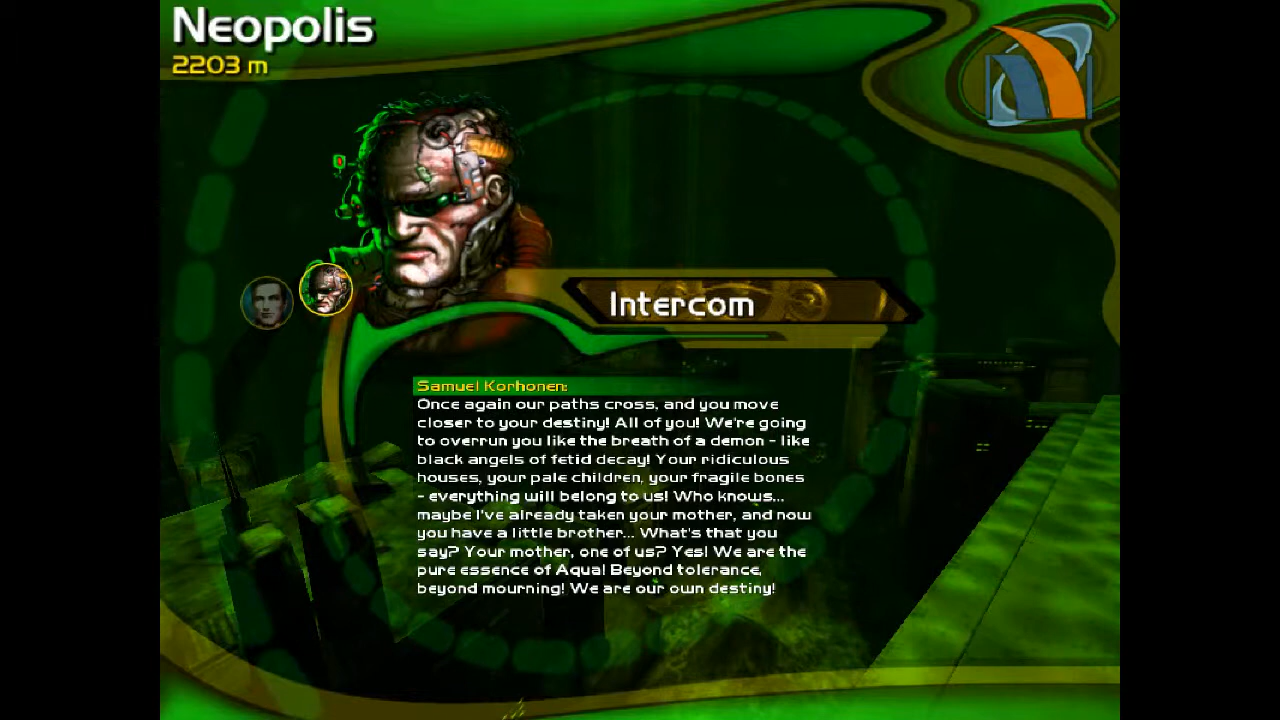 Neopolis
2203 m
Intercom
Samuel Korhonen:
Once again our paths cross, and you move
closer to your destiny! All of you! We're going
to overrun you like the breath of a demon - like
black angels of fetid decay! Your ridiculous
houses, your pale children, your fragile bones
- everything will belong to us! Who knows...
maybe I've already taken your mother, and now
you have a little brother... What's that you
say? Your mother, one of us? Yes! We are the
pure essence of Aqua! Beyond tolerance,
beyond mourning! We are our own destiny!